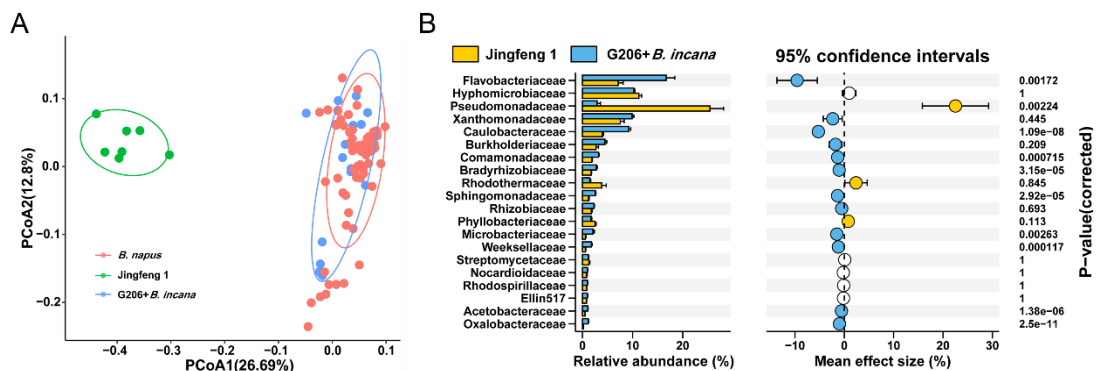 A
0.1
0.0
−0.1
−0.2
PCoA2(12.8%)
B. napus
Jingfeng 1
G206+ B. incana
−0.4
−0.3
−0.2
−0.1
0.0
0.1
PCoA1(26.69%)
B
Jingfeng 1
G206+ B. incana
95% confidence intervals
Flavobacteriaceae 0.00172
Hyphomicrobiaceae 1
Pseudomonadaceae 0.00224
Xanthomonadaceae 0.445
Caulobacteraceae 1.09e−08
Burkholderiaceae 0.209
Comamonadaceae 0.000715
Bradyrhizobiaceae 3.15e−05
Rhodothermaceae 0.845
Sphingomonadaceae 2.92e−05
Rhizobiaceae 0.693
Phyllobacteriaceae 0.113
Microbacteriaceae 0.00263
Weeksellaceae 0.000117
Streptomycetaceae 1
Nocardioidaceae 1
Rhodospirillaceae 1
Ellin517 1
Acetobacteraceae 1.38e−06
Oxalobacteraceae 2.5e−11
0
10
20
Relative abundance (%)
−10
0
10
20
30
Mean effect size (%)
P−value(corrected)